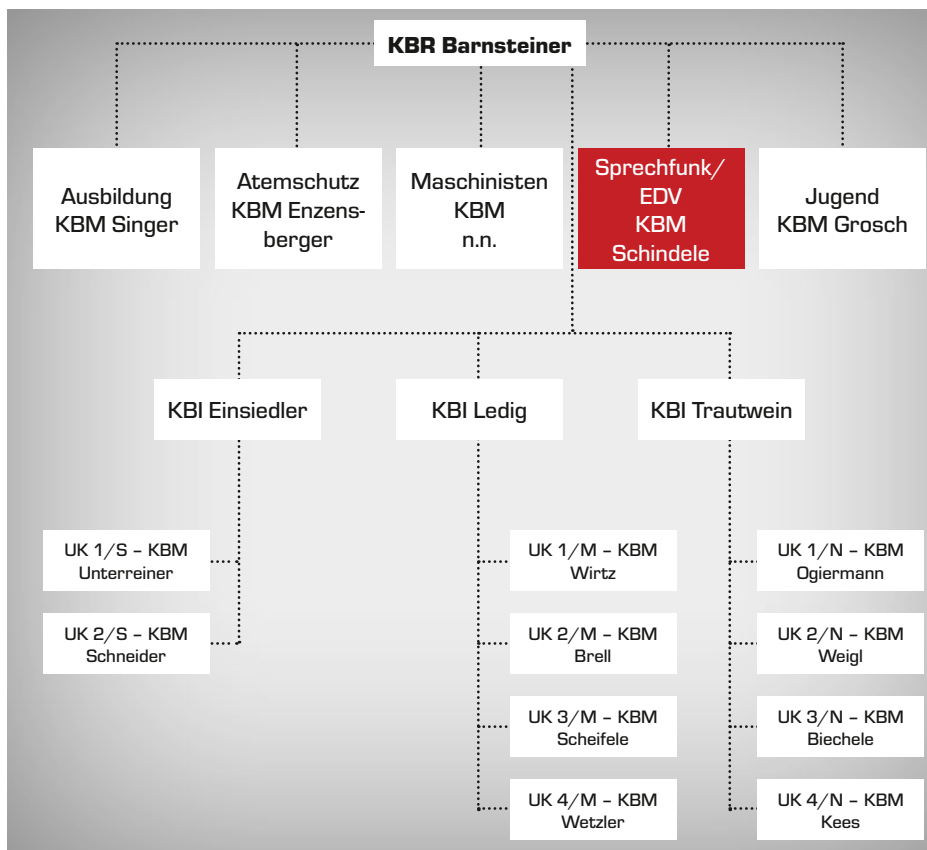 KBR Barnsteiner
Ausbildung
KBM Singer
Atemschutz
KBM Enzens-
berger
Maschinisten
KBM
n.n.
Sprechfunk/
EDV
KBM
Schindele
Jugend
KBM Grosch
KBI Einsiedler
KBI Ledig
KBI Trautwein
UK 1/S – KBM
Unterreiner
UK 2/S – KBM
Schneider
UK 1/M – KBM
Wirtz
UK 2/M – KBM
Brell
UK 3/M – KBM
Scheifele
UK 4/M – KBM
Wetzler
UK 1/N – KBM
Ogiermann
UK 2/N – KBM
Weigl
UK 3/N – KBM
Biechele
UK 4/N – KBM
Kees